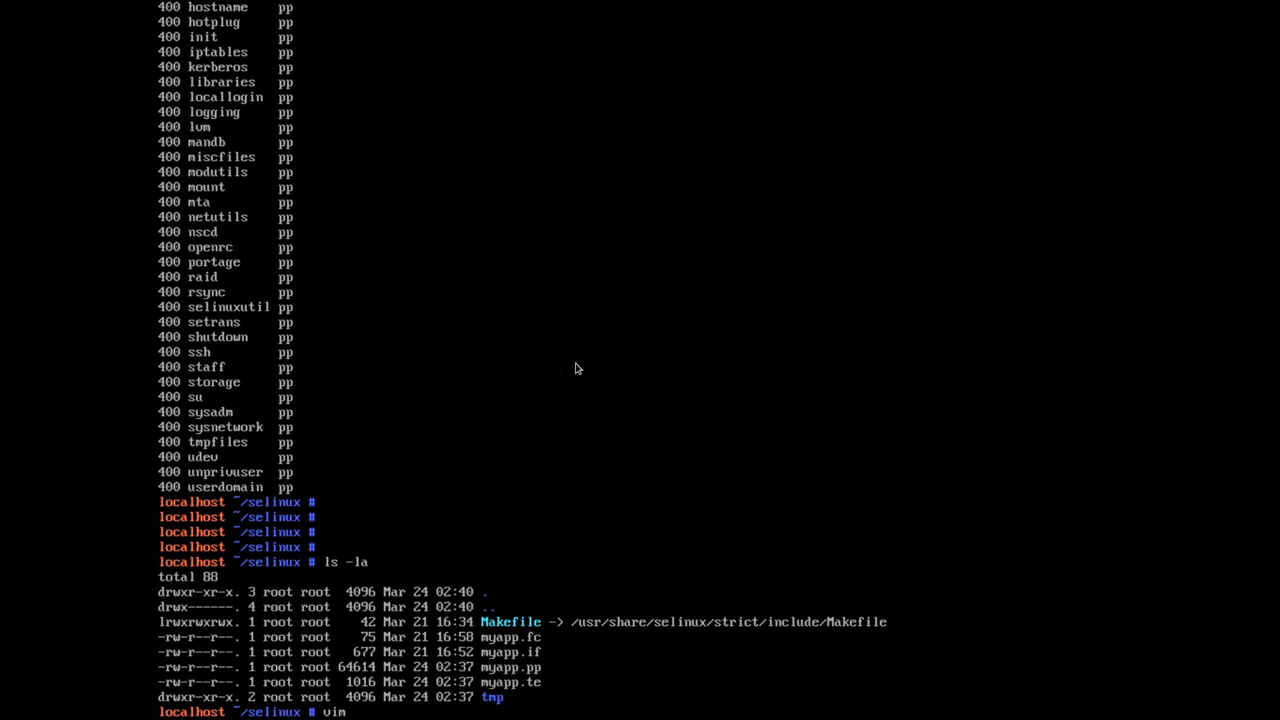 400 hostname pp
400 hotplug pp
400 init pp
400 iptables pp
400 kerberos pp
400 libraries pp
400 locallogin pp
400 logging pp
400 lvm pp
400 mandb pp
400 miscfiles pp
400 modutils pp
400 mount pp
400 mta pp
400 netutils pp
400 nscd pp
400 openrc pp
400 portage pp
400 raid pp
400 rsync pp
400 selinuxutil pp
400 setrans pp
400 shutdown pp
400 ssh pp
400 staff pp
400 storage pp
400 su pp
400 sysadm pp
400 sysnetwork pp
400 tmpfiles pp
400 udev pp
400 unprivuser pp
400 userdomain pp
localhost ~/selinux #
localhost ~/selinux #
localhost ~/selinux #
localhost ~/selinux #
localhost ~/selinux # ls -la
total 88
drwxr-xr-x. 3 root root 4096 Mar 24 02:40 .
drwx------. 4 root root 4096 Mar 24 02:40 ..
lrwxrwxrwx. 1 root root 42 Mar 21 16:34 Makefile -> /usr/share/selinux/strict/include/Makefile
-rw-r--r--. 1 root root 75 Mar 21 16:58 myapp.fc
-rw-r--r--. 1 root root 677 Mar 21 16:52 myapp.if
-rw-r--r--. 1 root root 64614 Mar 24 02:37 myapp.pp
-rw-r--r--. 1 root root 1016 Mar 24 02:37 myapp.te
drwxr-xr-x. 2 root root 4096 Mar 24 02:37 tmp
localhost ~/selinux # vim